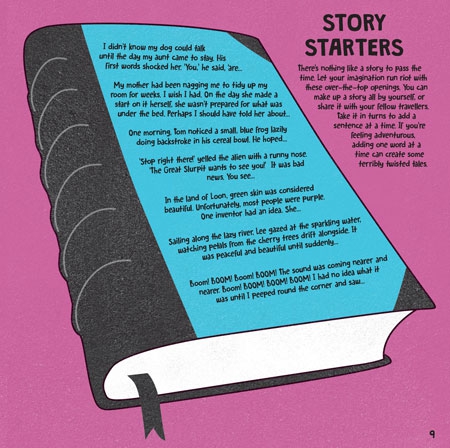 STORY
STARTERS
There's nothing like a story to pass the
time. Let your imagination run riot with
these over-the-top openings. You can
make up a story all by yourself, or
share it with your fellow travellers.
Take it in turns to add a
sentence at a time. If you're
feeling adventurous,
adding one word at a
time can create some
terribly twisted tales.
I didn't know my dog could talk
until the day my aunt came to stay. His
first words shocked her. 'You,' he said, 'are...
My mother had been nagging me to tidy up my
room for weeks. I wish I had. On the day she made a
start on it herself, she wasn't prepared for what was
under the bed. Perhaps I should have told her about...
One morning, Tom noticed a small, blue frog lazily
doing backstroke in his cereal bowl. He hoped...
'Stop right there!' yelled the alien with a runny nose.
'The Great Slurpit wants to see you!' It was bad
news. You see...
In the land of Loon, green skin was considered
beautiful. Unfortunately, most people were purple.
One inventor had an idea. She...
Sailing along the lazy river, Lee gazed at the sparkling water,
watching petals from the cherry trees drift alongside. It
was peaceful and beautiful until suddenly...
Boom! BOOM! Boom! BOOM! The sound was coming nearer and
nearer. Boom! BOOM! BOOM! BOOM! I had no idea what it
was until I peeped round the corner and saw...
9